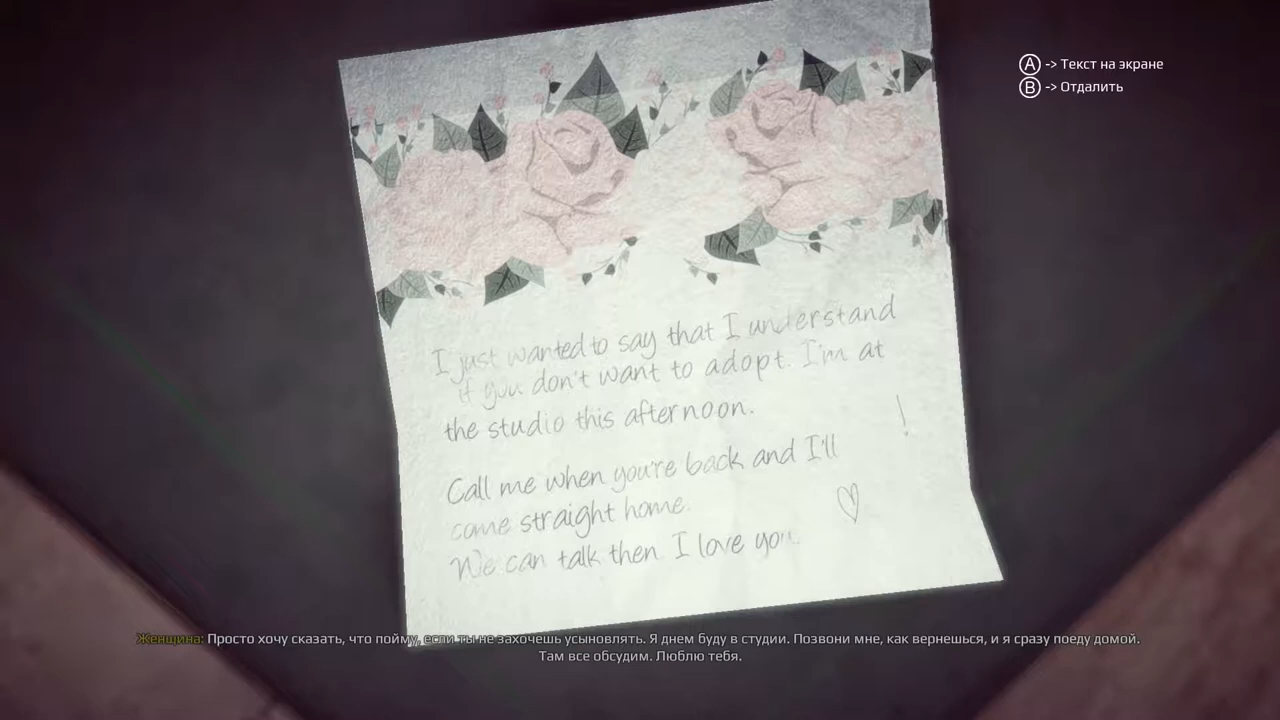 A -> Текст на экране
B -> Отдалить
I just wanted to say that I understand
if you don't want to adopt. I'm at
the studio this afternoon.
!
Call me when you're back and I'll
come straight home.
We can talk then. I love you.
Женщина: Просто хочу сказать, что пойму, если ты не захочешь усыновлять. Я днем буду в студии. Позвони мне, как вернешься, и я сразу поеду домой.
Там все обсудим. Люблю тебя.